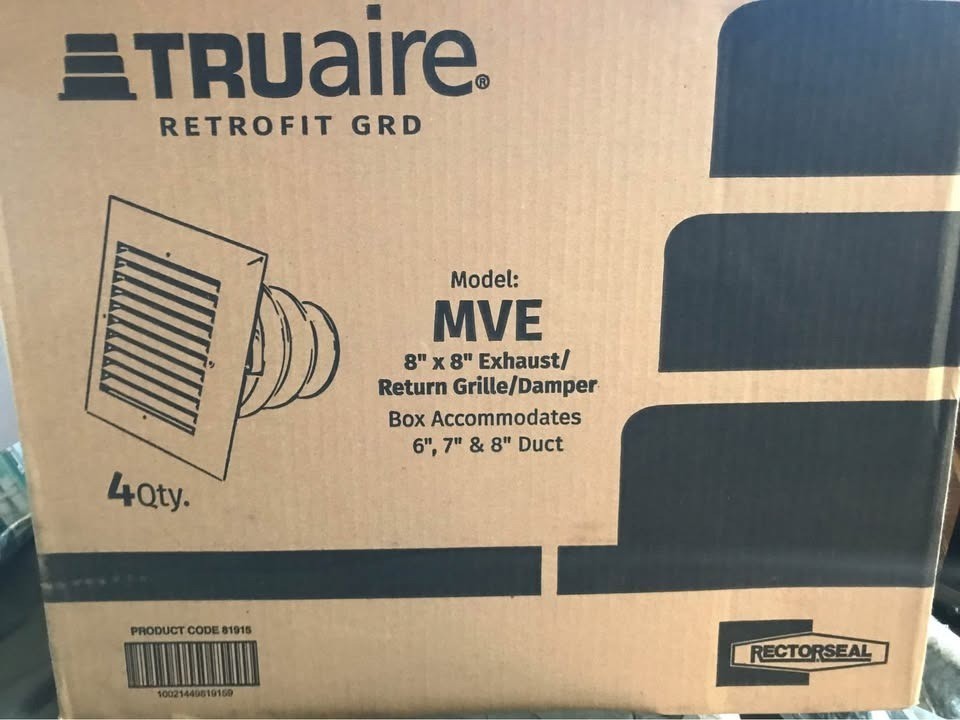 TRUaire®
RETROFIT GRD
Model:
MVE
8" x 8" Exhaust/
Return Grille/Damper
Box Accommodates
6", 7" & 8" Duct
4Qty.
PRODUCT CODE 81915
10021449819159
RECTORSEAL